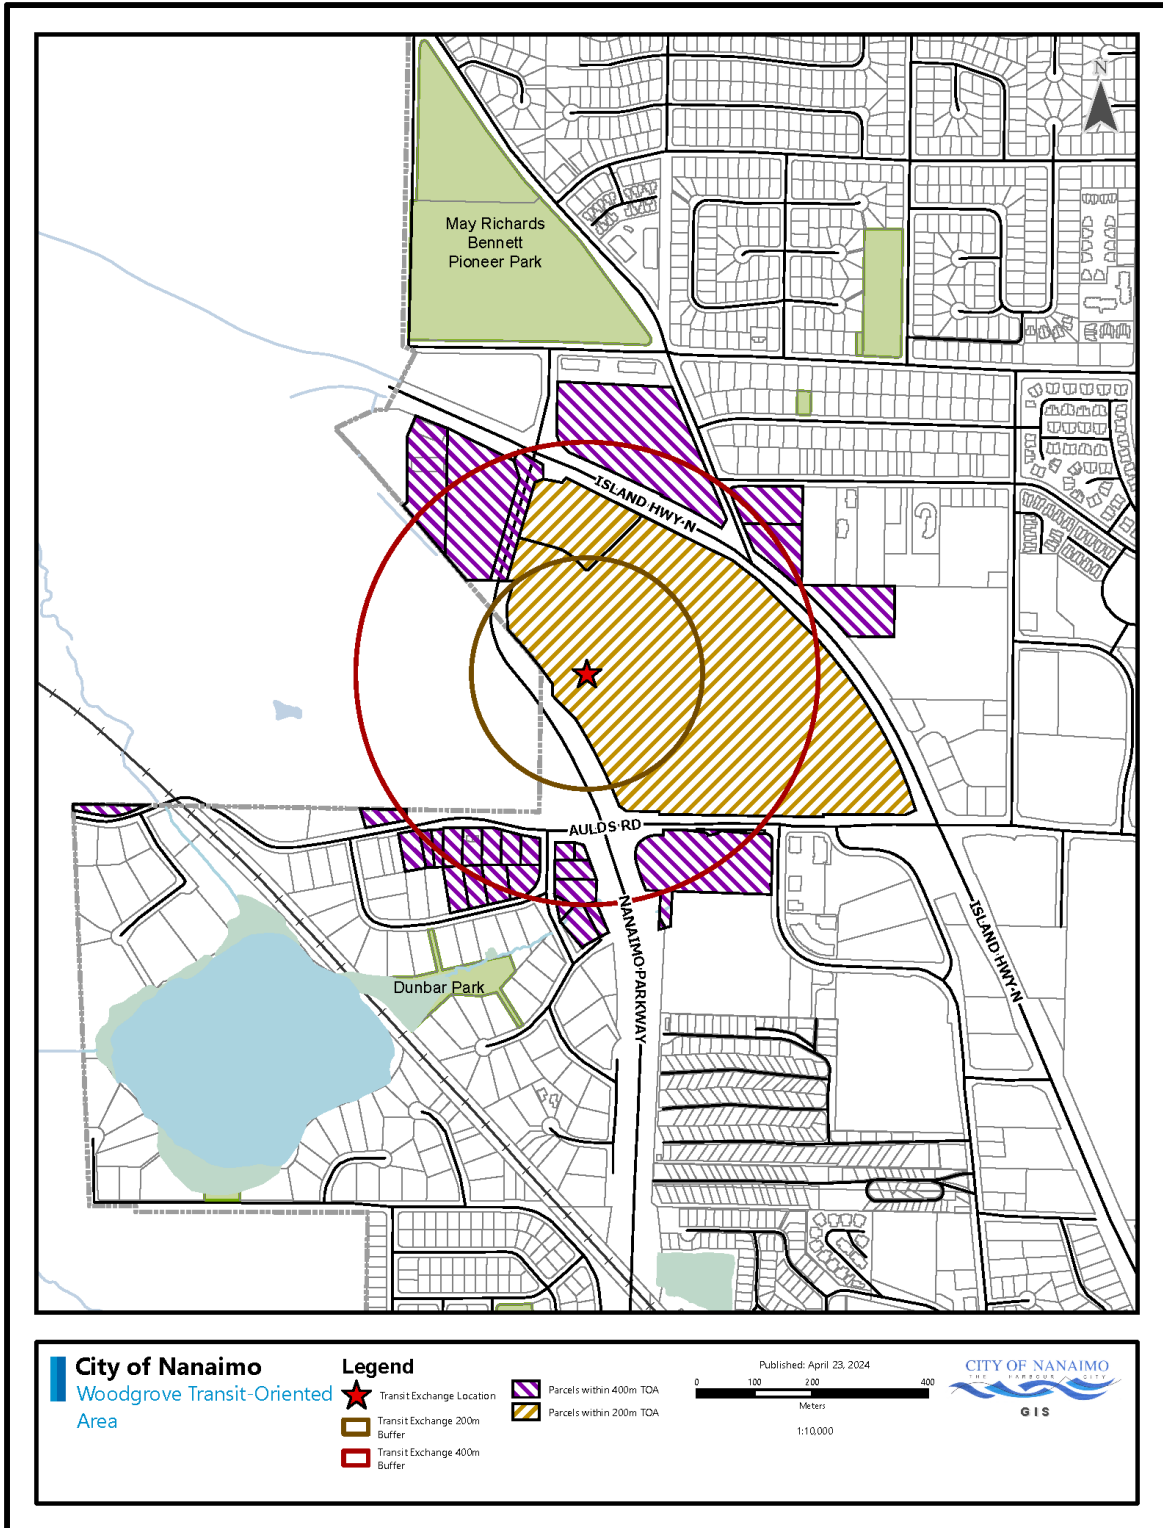 N
May Richards
Bennett
Pioneer Park
ISLAND HWY-N
AULDS RD
NANAIMO PARKWAY
ISLAND HWY-N
Dunbar Park
City of Nanaimo
Woodgrove Transit-Oriented
Area
Legend
Transit Exchange Location
Transit Exchange 200m
Buffer
Transit Exchange 400m
Buffer
Parcels within 400m TOA
Parcels within 200m TOA
Published: April 23, 2024
0 100 200 400
Meters
1:10,000
CITY OF NANAIMO
THE HARBOUR CITY
GIS